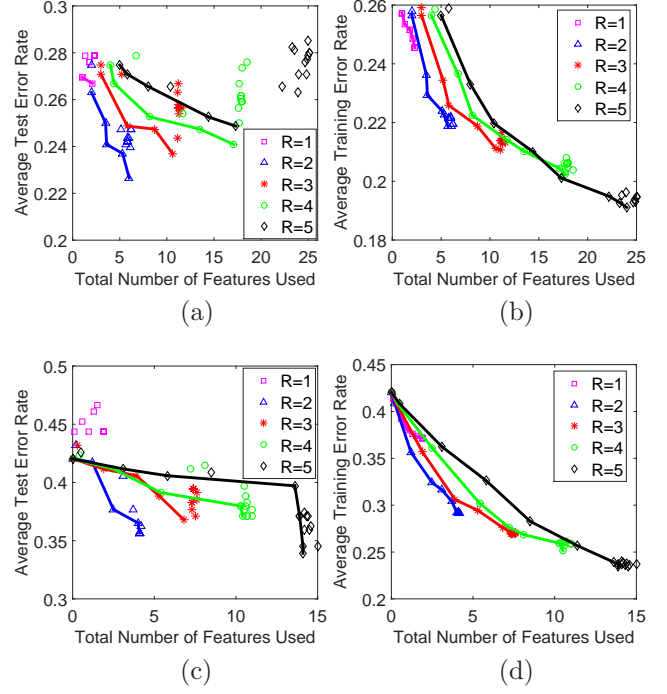 0.3
0.28
0.26
0.24
0.22
0.2
Average Test Error Rate
0 5 10 15 20 25
Total Number of Features Used
R=1
R=2
R=3
R=4
R=5
(a)
0.26
0.24
0.22
0.2
0.18
Average Training Error Rate
0 5 10 15 20 25
Total Number of Features Used
R=1
R=2
R=3
R=4
R=5
(b)
0.5
0.45
0.4
0.35
0.3
Average Test Error Rate
0 5 10 15
Total Number of Features Used
R=1
R=2
R=3
R=4
R=5
(c)
0.45
0.4
0.35
0.3
0.25
0.2
Average Training Error Rate
0 5 10 15
Total Number of Features Used
R=1
R=2
R=3
R=4
R=5
(d)